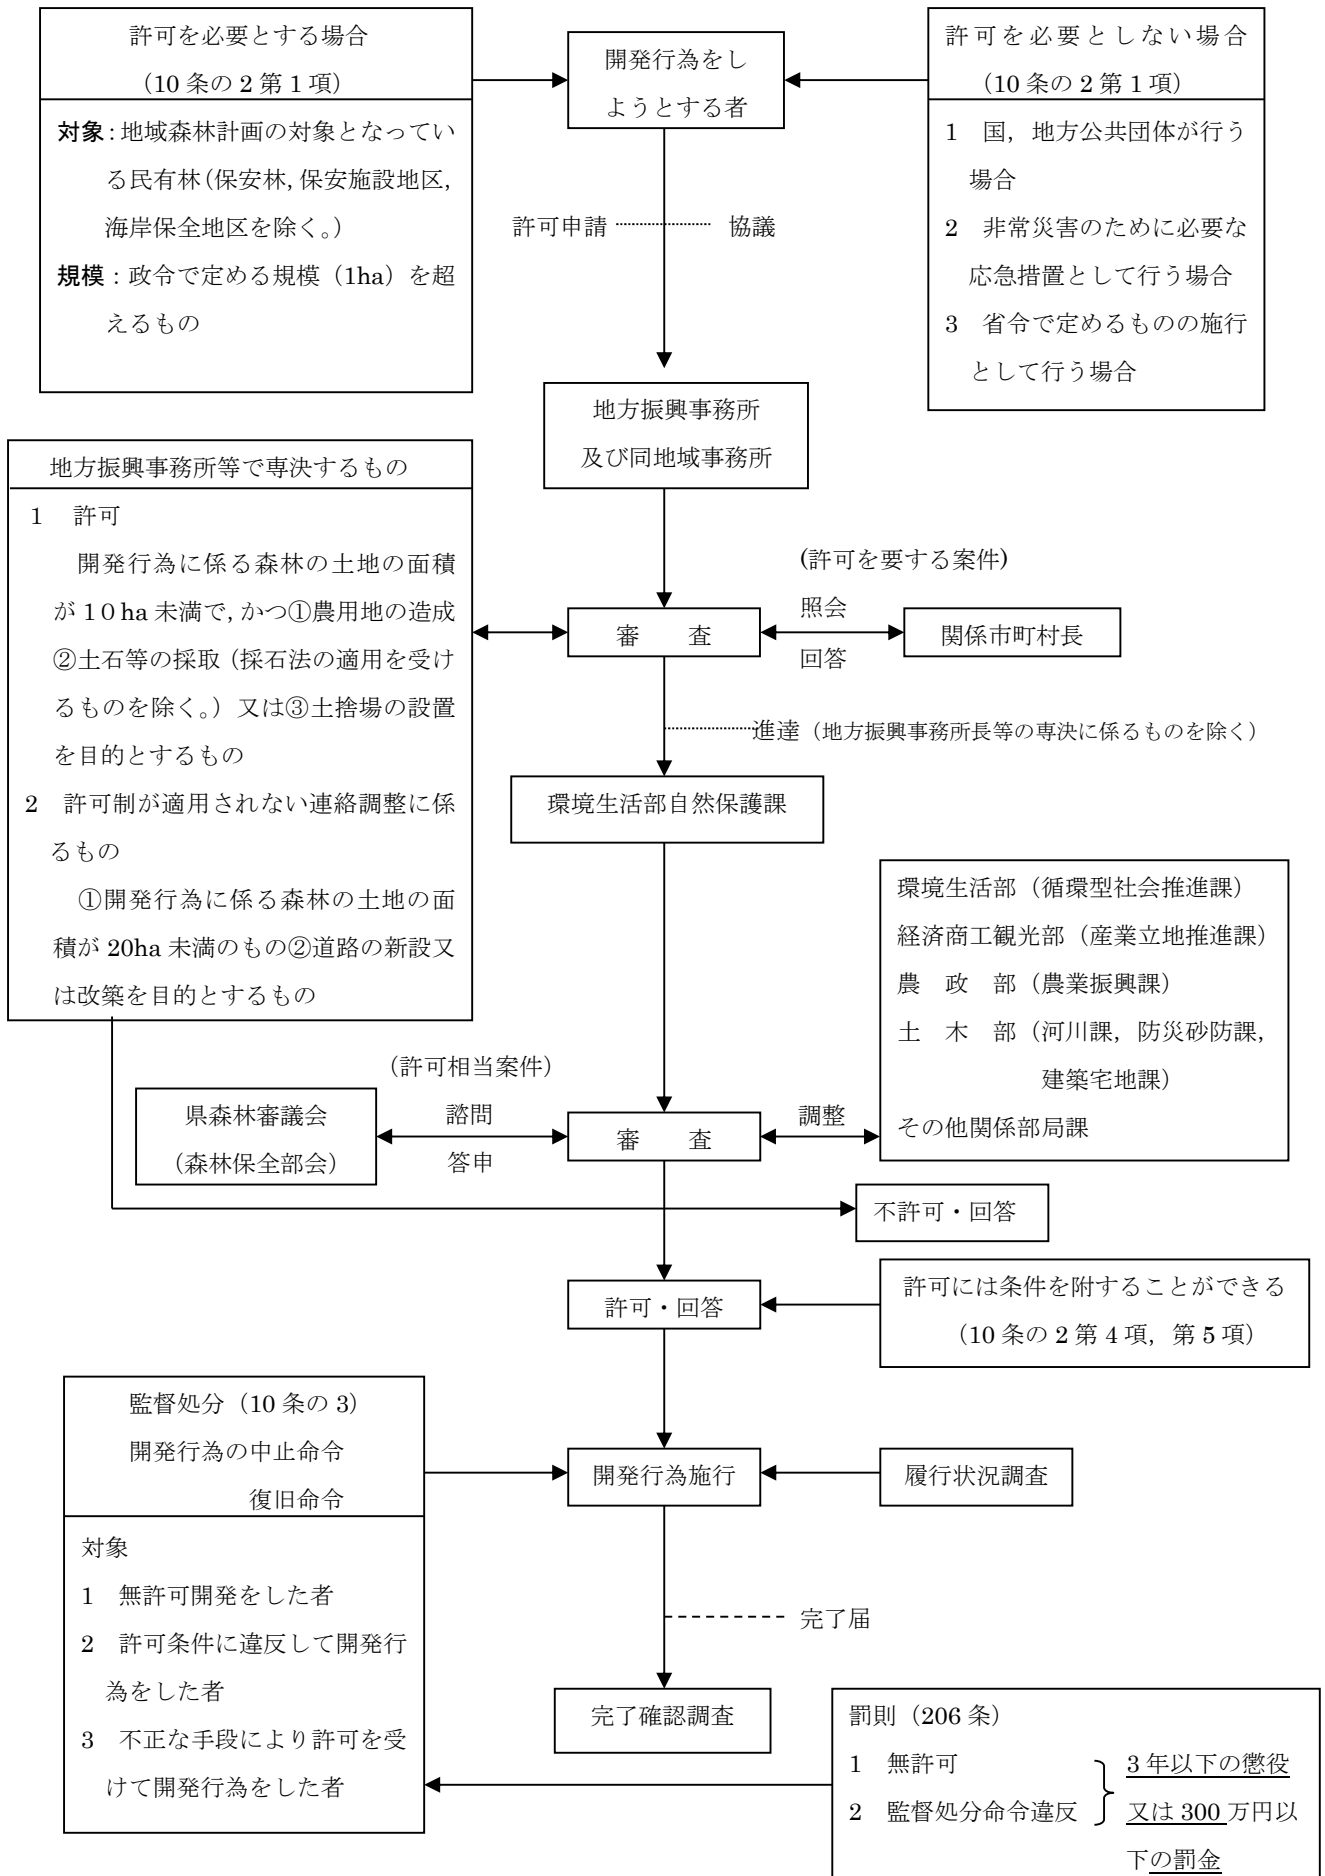 許可を必要とする場合
(10 条の 2 第 1 項)
対象:地域森林計画の対象となってい
る民有林(保安林,保安施設地区,
海岸保全地区を除く。)
規模:政令で定める規模(1ha)を超
えるもの
開発行為をし
ようとする者
許可を必要としない場合
(10 条の 2 第 1 項)
1 国,地方公共団体が行う
場合
2 非常災害のために必要な
応急措置として行う場合
3 省令で定めるものの施行
として行う場合
許可申請
協議
地方振興事務所
及び同地域事務所
地方振興事務所等で専決するもの
1 許可
開発行為に係る森林の土地の面積
が10ha 未満で,かつ①農用地の造成
②土石等の採取(採石法の適用を受け
るものを除く。)又は③土捨場の設置
を目的とするもの
2 許可制が適用されない連絡調整に係
るもの
①開発行為に係る森林の土地の面
積が 20ha 未満のもの②道路の新設又
は改築を目的とするもの
(許可を要する案件)
審 査
照会
回答
関係市町村長
進達(地方振興事務所長等の専決に係るものを除く)
環境生活部自然保護課
環境生活部(循環型社会推進課)
経済商工観光部(産業立地推進課)
農 政 部(農業振興課)
土 木 部(河川課,防災砂防課,
建築宅地課)
その他関係部局課
(許可相当案件)
県森林審議会
(森林保全部会)
諮問
答申
審 査
調整
不許可・回答
許可・回答
許可には条件を附することができる
(10 条の 2 第 4 項,第 5 項)
監督処分(10 条の 3)
開発行為の中止命令
復旧命令
対象
1 無許可開発をした者
2 許可条件に違反して開発行
為をした者
3 不正な手段により許可を受
けて開発行為をした者
開発行為施行
履行状況調査
完了届
完了確認調査
罰則(206 条)
1 無許可
2 監督処分命令違反
3 年以下の懲役
又は 300 万円以
下の罰金